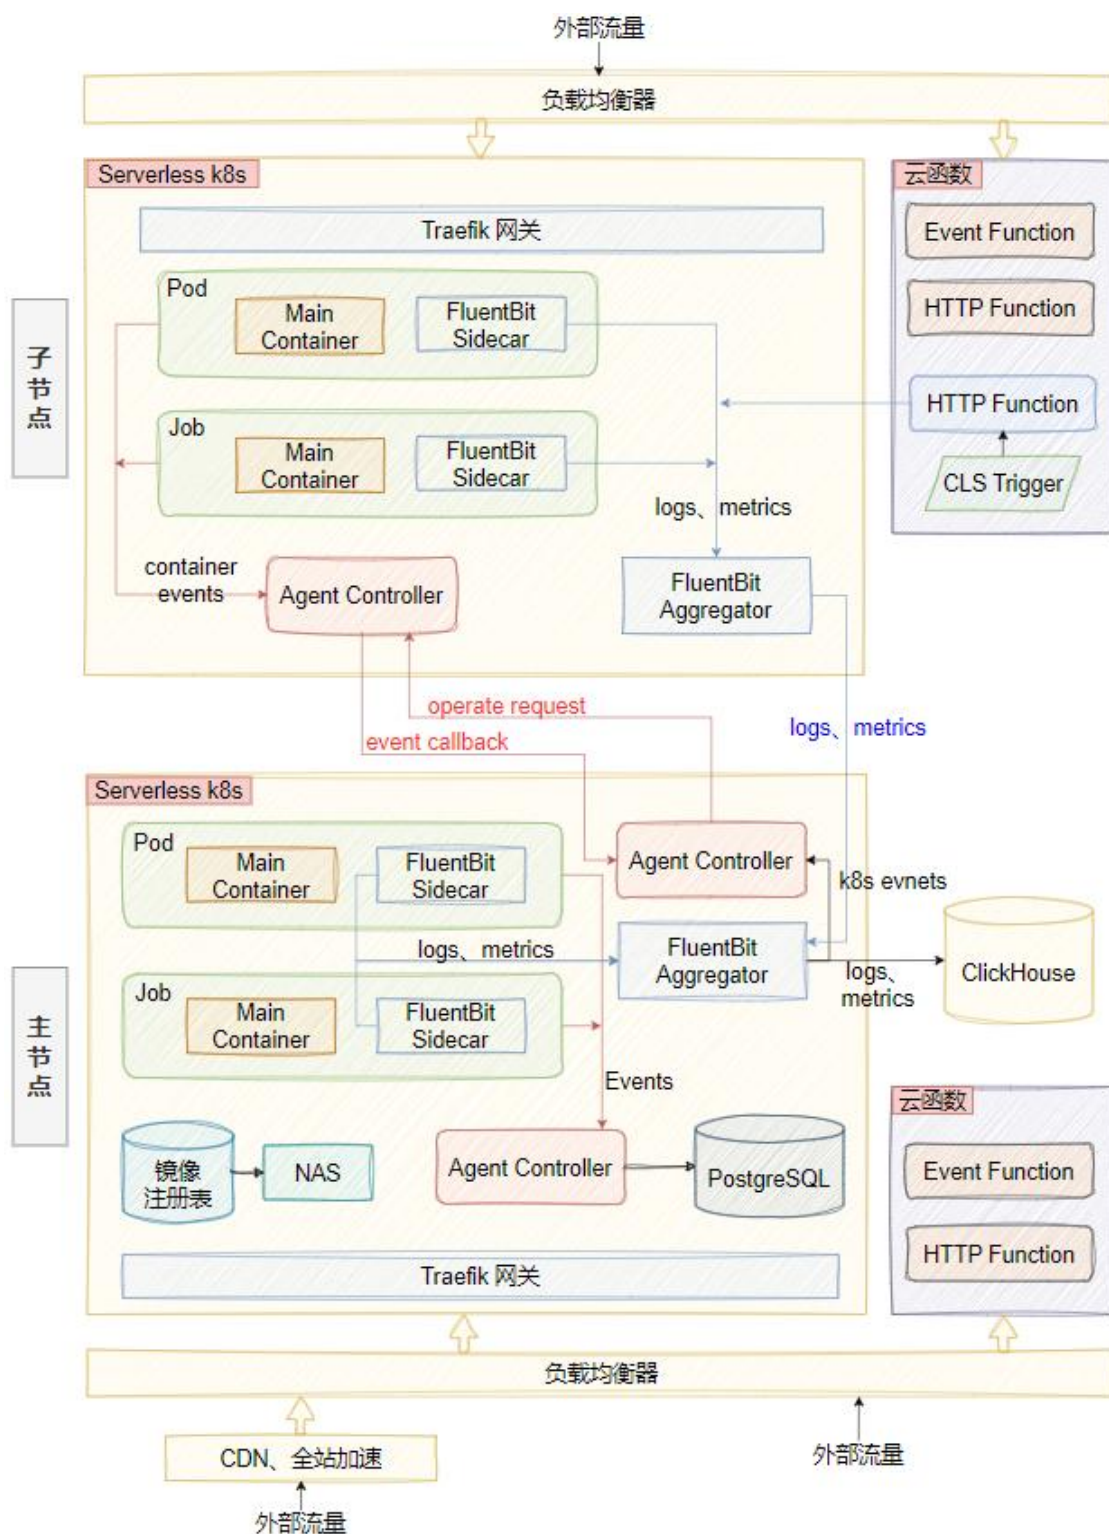 外部流量
负载均衡器
Serverless k8s
云函数
Traefik 网关
Event Function
Pod
Main
Container
FluentBit
Sidecar
HTTP Function
子
节
点
HTTP Function
Job
Main
Container
FluentBit
Sidecar
CLS Trigger
logs、metrics
container
events
Agent Controller
FluentBit
Aggregator
operate request
event callback
logs、metrics
Serverless k8s
Pod
Main
Container
FluentBit
Sidecar
Agent Controller
k8s evnets
logs、metrics
FluentBit
Aggregator
logs、
metrics
ClickHouse
主
节
点
Job
Main
Container
FluentBit
Sidecar
Events
云函数
镜像
注册表
NAS
Agent Controller
PostgreSQL
Event Function
HTTP Function
Traefik 网关
负载均衡器
CDN、全站加速
外部流量
外部流量